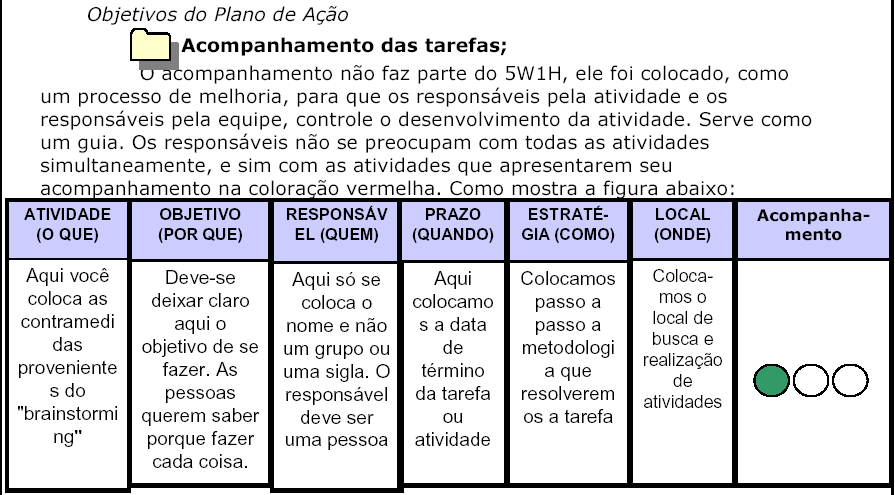 Objetivos do Plano de Ação
Acompanhamento das tarefas;
O acompanhamento não faz parte do 5W1H, ele foi colocado, como
um processo de melhoria, para que os responsáveis pela atividade e os
responsáveis pela equipe, controle o desenvolvimento da atividade. Serve como
um guia. Os responsáveis não se preocupam com todas as atividades
simultaneamente, e sim com as atividades que apresentarem seu
acompanhamento na coloração vermelha. Como mostra a figura abaixo:
ATIVIDADE
(O QUE)
OBJETIVO
(POR QUE)
RESPONSÁV
EL (QUEM)
PRAZO
(QUANDO)
ESTRATÉ-
GIA (COMO)
LOCAL
(ONDE)
Acompanha-
mento
Aqui você
coloca as
contramedi
das
proveniente
s do
"brainstormi
ng"
Deve-se
deixar claro
aqui o
objetivo de se
fazer. As
pessoas
querem saber
porque fazer
cada coisa.
Aqui só se
coloca o
nome e não
um grupo ou
uma sigla. O
responsável
deve ser
uma pessoa
Aqui
colocamo
s a data
de
término
da tarefa
ou
atividade
Colocamos
passo a
passo a
metodologi
a que
resolverem
os a tarefa
Coloca-
mos o
local de
busca e
realização
de
atividades